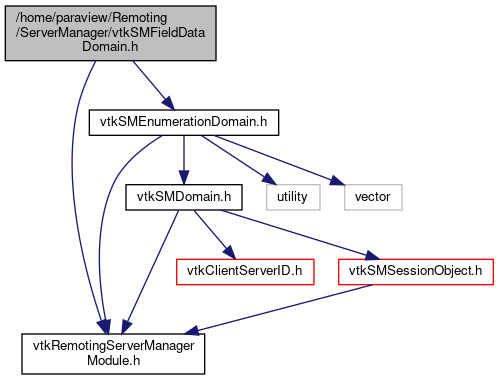 /home/paraview/Remoting
/ServerManager/vtkSMFieldData
Domain.h
vtkSMEnumerationDomain.h
vtkSMDomain.h
utility
vector
vtkClientServerID.h
vtkSMSessionObject.h
vtkRemotingServerManager
Module.h